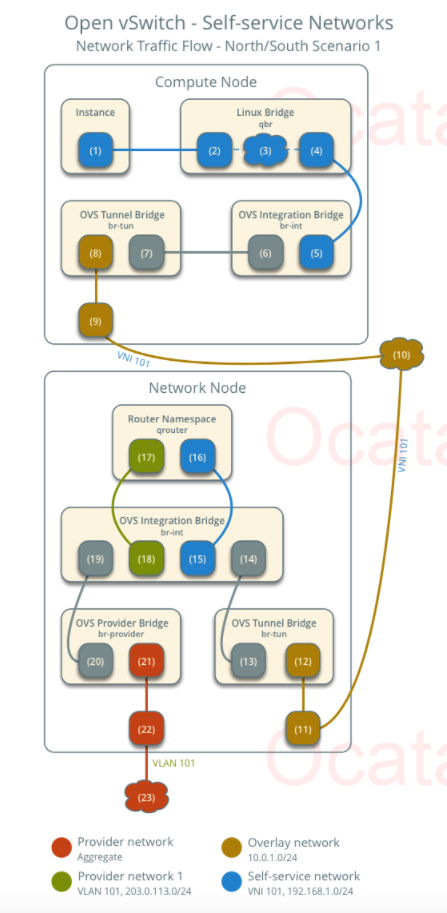 Open vSwitch - Self-service Networks
Network Traffic Flow - North/South Scenario 1
Compute Node
Instance
(1)
Linux Bridge
qbr
(2)
(3)
(4)
OVS Tunnel Bridge
br-tun
(8)
(7)
OVS Integration Bridge
br-int
(6)
(5)
(9)
VNI 101
(10)
VNI 101
Network Node
Router Namespace
qrouter
(17)
(16)
OVS Integration Bridge
br-int
(19)
(18)
(15)
(14)
OVS Provider Bridge
br-provider
(20)
(21)
OVS Tunnel Bridge
br-tun
(13)
(12)
(22)
(11)
VLAN 101
(23)
Provider network
Aggregate
Overlay network
10.0.1.0/24
Provider network 1
VLAN 101, 203.0.113.0/24
Self-service network
VNI 101, 192.168.1.0/24
Ocata
Ocata
Ocata